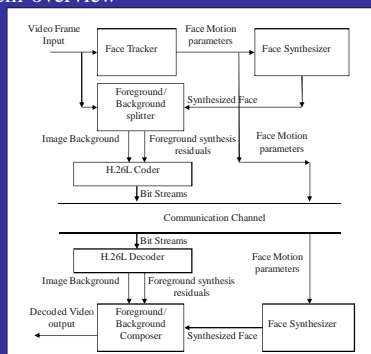 Video Frame
Input
Face Tracker
Face Motion
parameters
Face Synthesizer
Foreground/
Background
splitter
Synthesized Face
Image Background
Foreground synthesis
residuals
Face Motion
parameters
H.26L Coder
Bit Streams
Communication Channel
Bit Streams
H.26L Decoder
Image Background
Foreground synthesis
residuals
Face Motion
parameters
Decoded Video
output
Foreground/
Background
Composer
Synthesized Face
Face Synthesizer